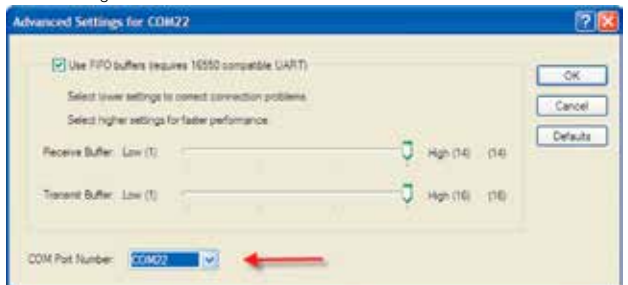 Advanced Settings for COM22
Use FIFO buffers (requires 16550 compatible UART)
OK
Select lower settings to correct connection problems.
Cancel
Select higher settings for faster performance.
Defaults
Receive Buffer: Low (1) High (14) (14)
Transmit Buffer: Low (1) High (16) (16)
COM Port Number: COM22